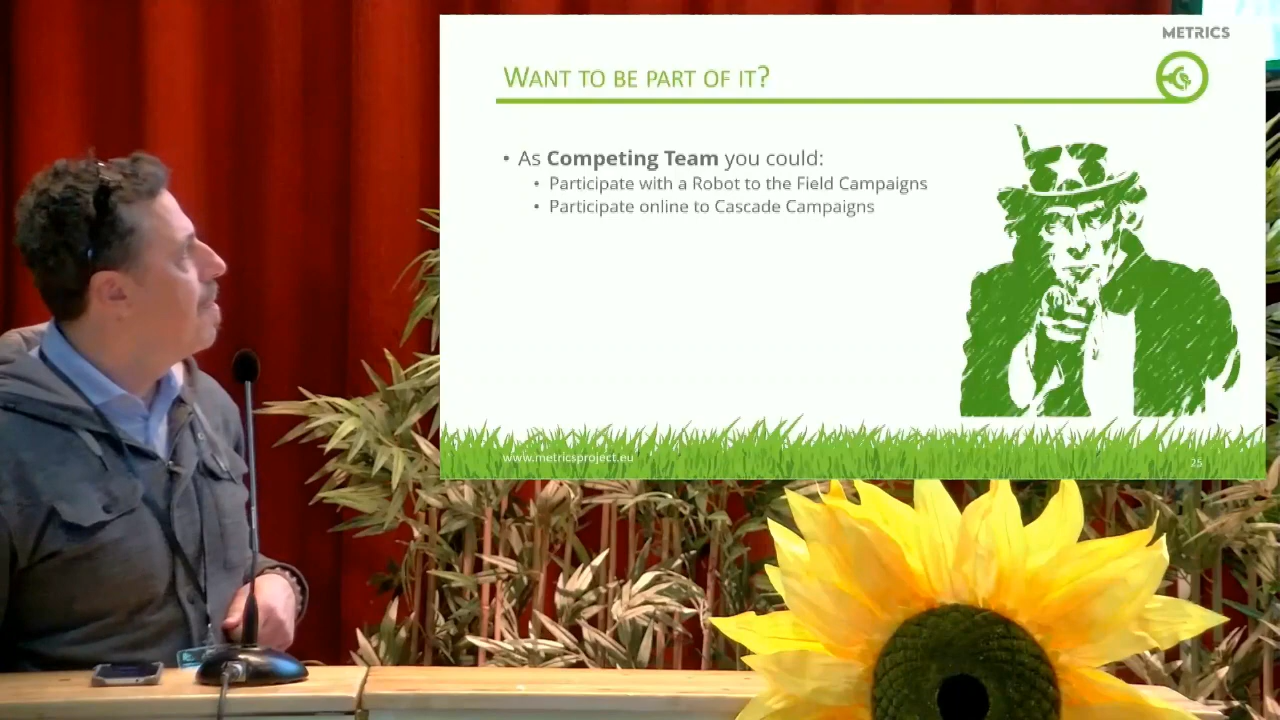 METRICS
WANT TO BE PART OF IT?
• As Competing Team you could:
• Participate with a Robot to the Field Campaigns
• Participate online to Cascade Campaigns
www.metricsproject.eu
25